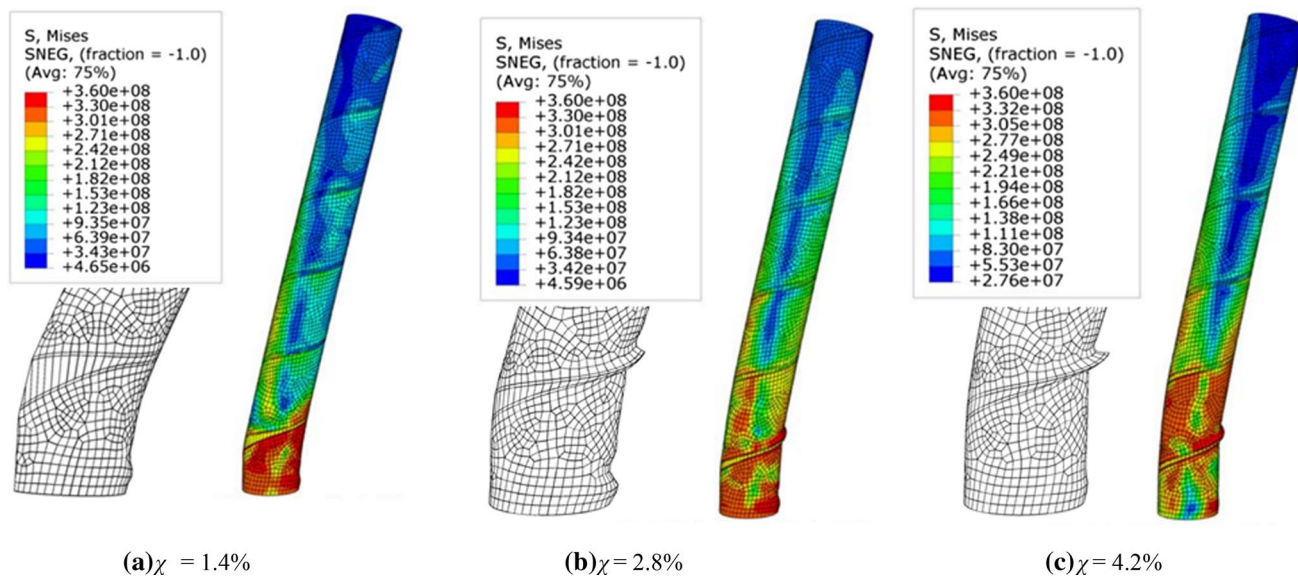 S, Mises
SNEG, (fraction = -1.0)
(Avg: 75%)
+3.60e+08
+3.30e+08
+3.01e+08
+2.71e+08
+2.42e+08
+2.12e+08
+1.82e+08
+1.53e+08
+1.23e+08
+9.35e+07
+6.39e+07
+3.43e+07
+4.65e+06
S, Mises
SNEG, (fraction = -1.0)
(Avg: 75%)
+3.60e+08
+3.30e+08
+3.01e+08
+2.71e+08
+2.42e+08
+2.12e+08
+1.82e+08
+1.53e+08
+1.23e+08
+9.34e+07
+6.38e+07
+3.42e+07
+4.59e+06
S, Mises
SNEG, (fraction = -1.0)
(Avg: 75%)
+3.60e+08
+3.32e+08
+3.05e+08
+2.77e+08
+2.49e+08
+2.21e+08
+1.94e+08
+1.66e+08
+1.38e+08
+1.11e+08
+8.30e+07
+5.53e+07
+2.76e+07
(a)χ = 1.4%
(b)χ = 2.8%
(c)χ = 4.2%